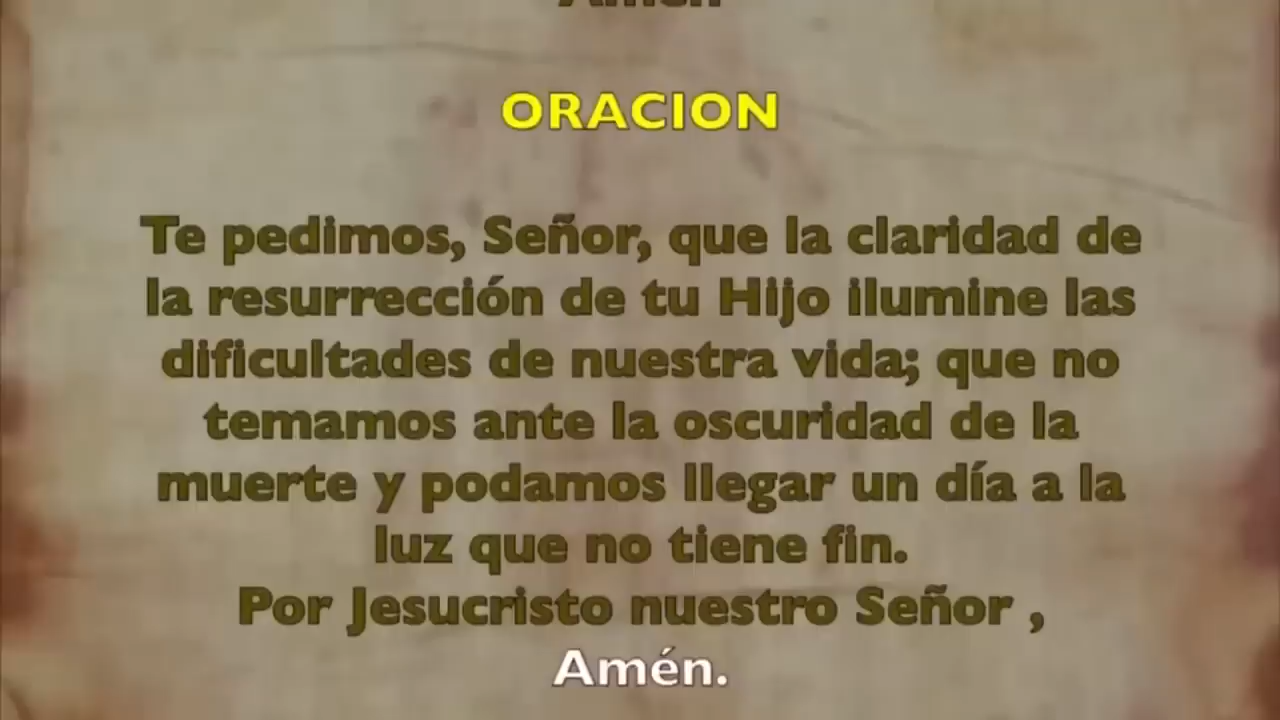 ORACION
Te pedimos, Señor, que la claridad de
la resurrección de tu Hijo ilumine las
dificultades de nuestra vida; que no
temamos ante la oscuridad de la
muerte y podamos llegar un día a la
luz que no tiene fin.
Por Jesucristo nuestro Señor ,
Amén.